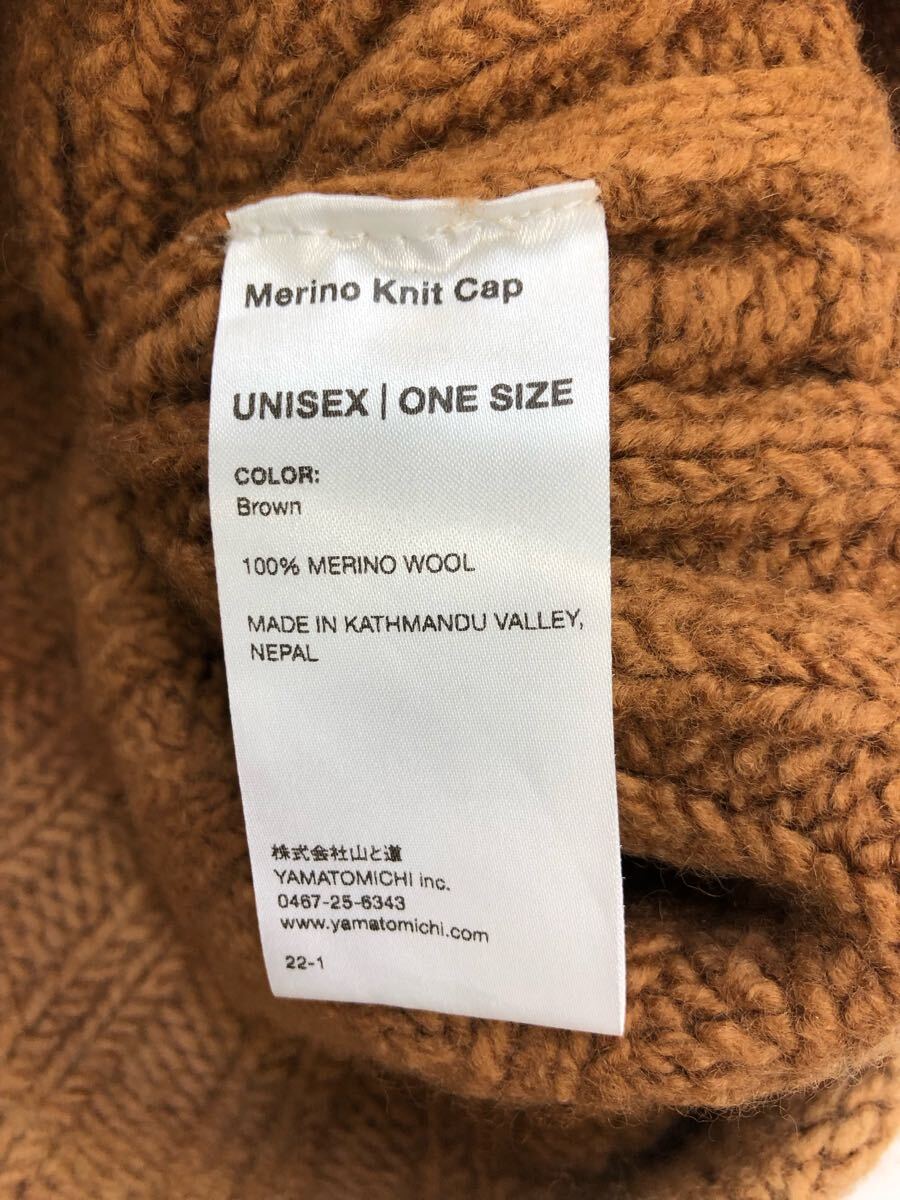 Merino Knit Cap
UNISEX | ONE SIZE
COLOR:
Brown
100% MERINO WOOL
MADE IN KATHMANDU VALLEY,
NEPAL
株式会社山と道
YAMATOMICHI inc.
0467-25-6343
www.yamatomichi.com
22-1